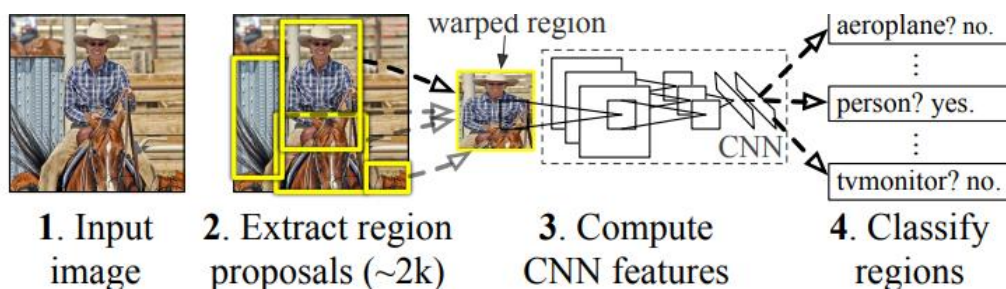 warped region
aeroplane? no.
person? yes.
CNN
tvmonitor? no.
1. Input
image
2. Extract region
proposals (~2k)
3. Compute
CNN features
4. Classify
regions